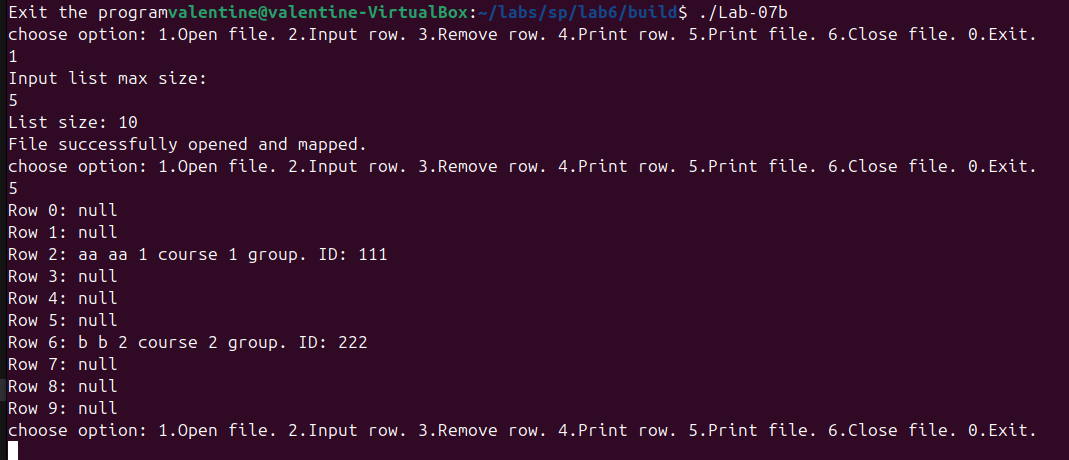 Exit the programvalentine@valentine-VirtualBox:~/labs/sp/lab6/build$ ./Lab-07b
choose option: 1.Open file. 2.Input row. 3.Remove row. 4.Print row. 5.Print file. 6.Close file. 0.Exit.
1
Input list max size:
5
List size: 10
File successfully opened and mapped.
choose option: 1.Open file. 2.Input row. 3.Remove row. 4.Print row. 5.Print file. 6.Close file. 0.Exit.
5
Row 0: null
Row 1: null
Row 2: aa aa 1 course 1 group. ID: 111
Row 3: null
Row 4: null
Row 5: null
Row 6: b b 2 course 2 group. ID: 222
Row 7: null
Row 8: null
Row 9: null
choose option: 1.Open file. 2.Input row. 3.Remove row. 4.Print row. 5.Print file. 6.Close file. 0.Exit.